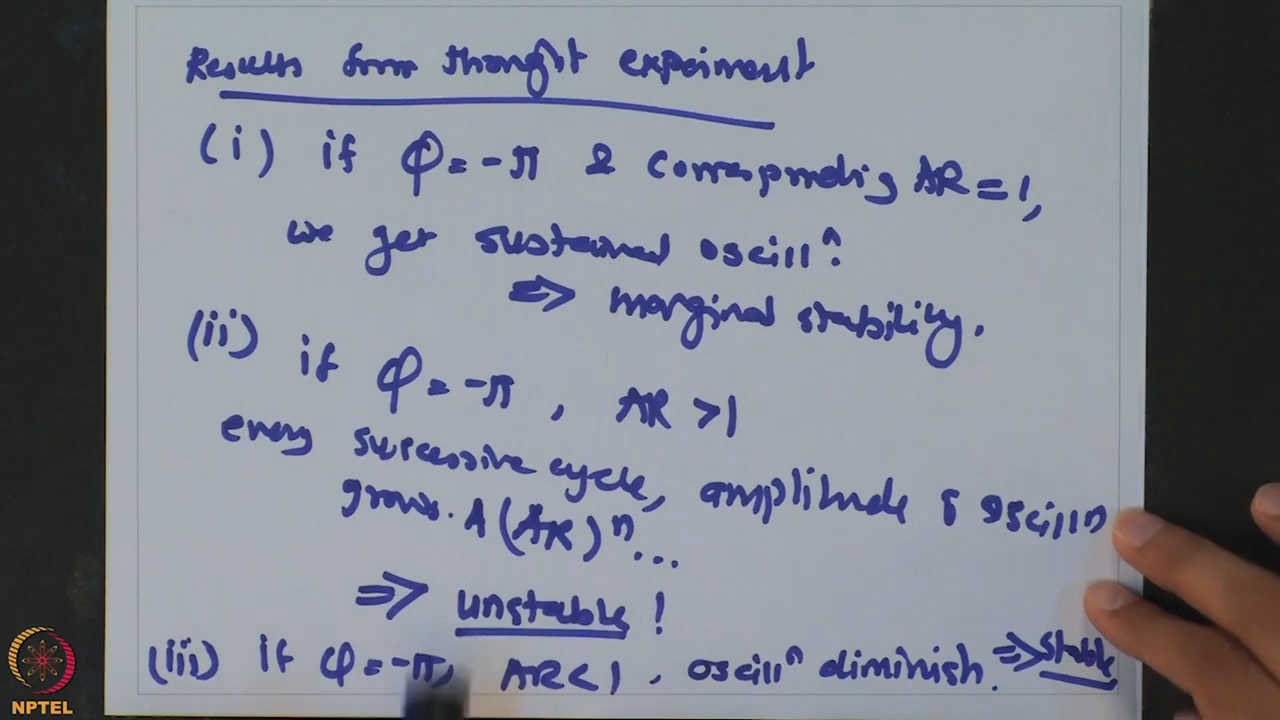 Results from thought experiment
(i) if φ = -π & corresponding AR = 1,
we get sustained oscillⁿ.
⇒ marginal stability.
(ii) if φ = -π , AR > 1
every successive cycle, amplitude of oscillⁿ
grows. A(AR)ⁿ...
⇒ unstable!
(iii) if φ = -π, AR < 1 , oscillⁿ diminish. ⇒ stable
NPTEL